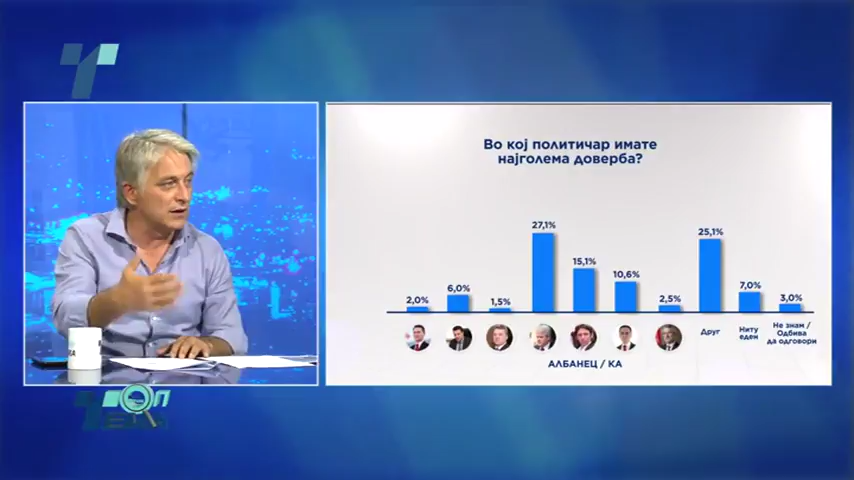 Во кој политичар имате
најголема доверба?
2,0%
6,0%
1,5%
27,1%
15,1%
10,6%
2,5%
25,1%
7,0%
3,0%
Друг
Ниту
еден
Не знам /
Одбива
да одговори
АЛБАНЕЦ / КА